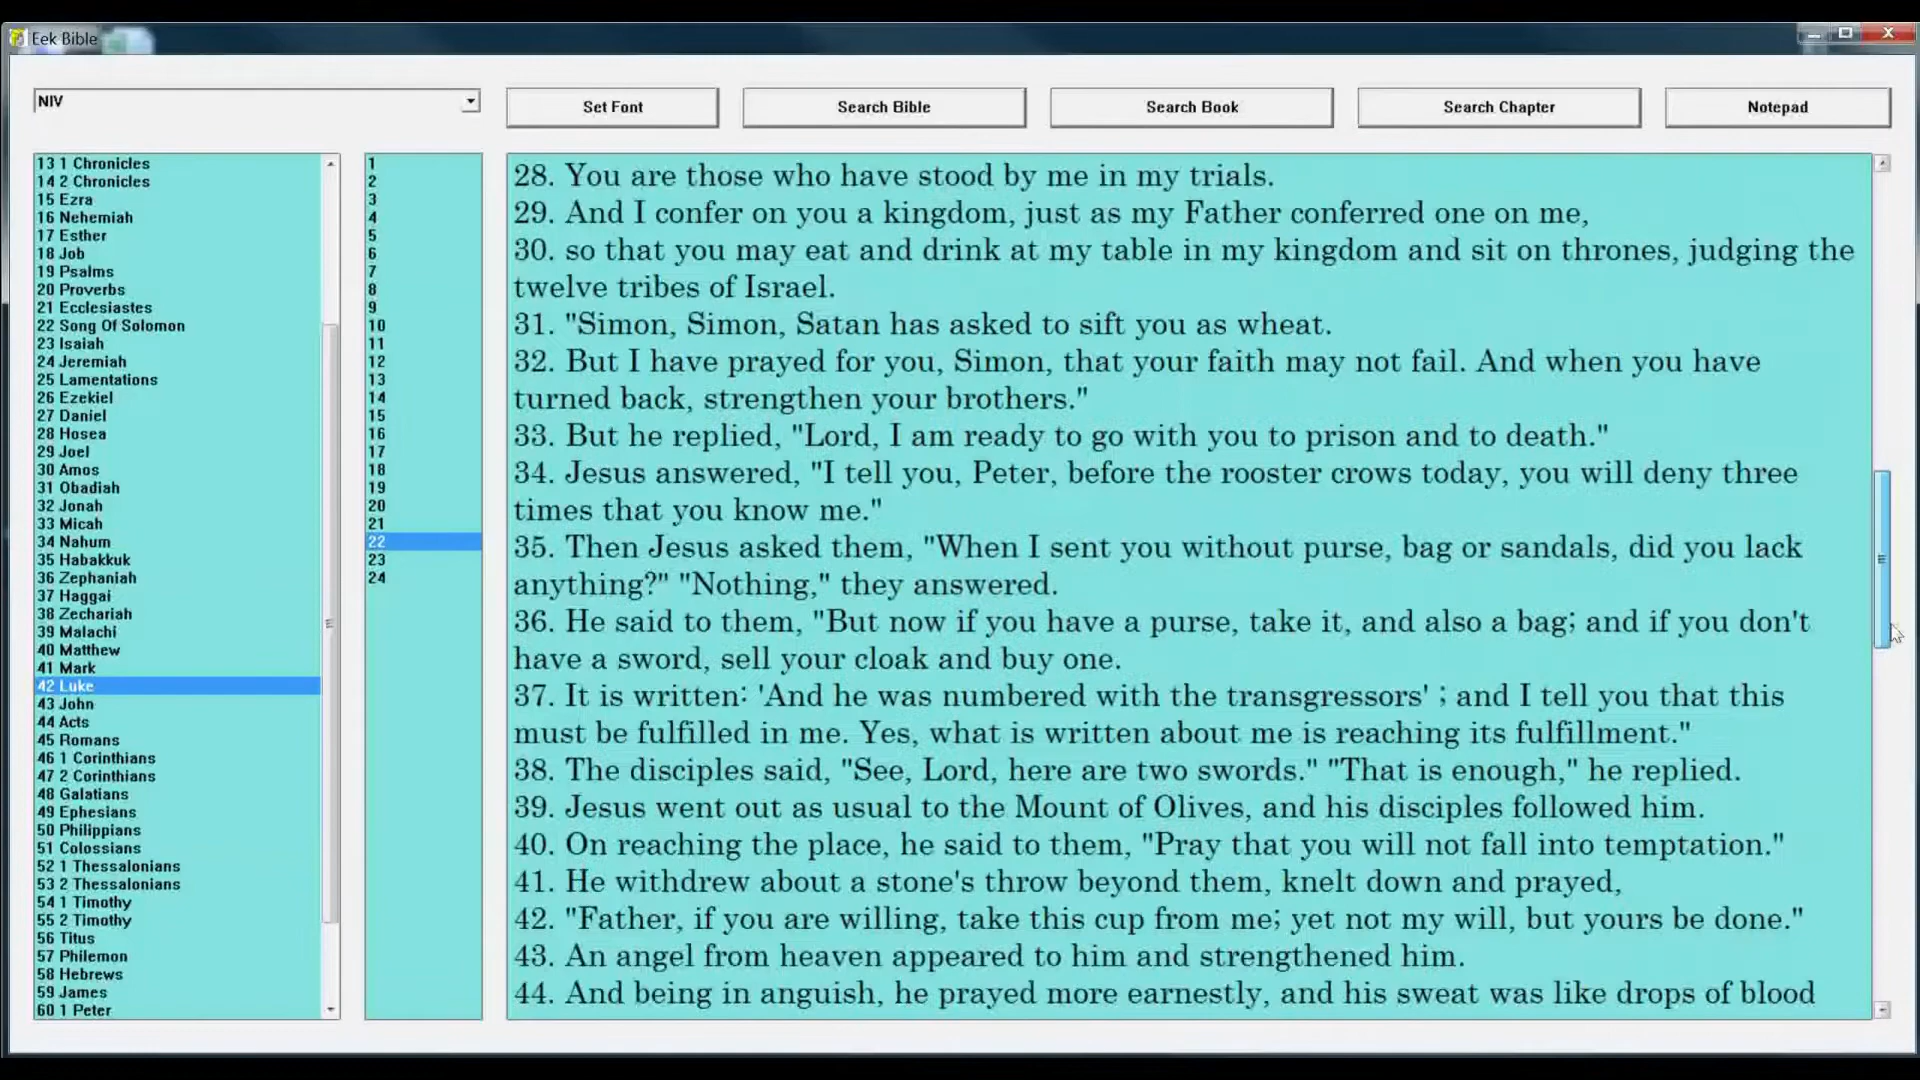 Eek Bible
NIV
Set Font
Search Bible
Search Book
Search Chapter
Notepad
13 1 Chronicles
14 2 Chronicles
15 Ezra
16 Nehemiah
17 Esther
18 Job
19 Psalms
20 Proverbs
21 Ecclesiastes
22 Song Of Solomon
23 Isaiah
24 Jeremiah
25 Lamentations
26 Ezekiel
27 Daniel
28 Hosea
29 Joel
30 Amos
31 Obadiah
32 Jonah
33 Micah
34 Nahum
35 Habakkuk
36 Zephaniah
37 Haggai
38 Zechariah
39 Malachi
40 Matthew
41 Mark
42 Luke
43 John
44 Acts
45 Romans
46 1 Corinthians
47 2 Corinthians
48 Galatians
49 Ephesians
50 Philippians
51 Colossians
52 1 Thessalonians
53 2 Thessalonians
54 1 Timothy
55 2 Timothy
56 Titus
57 Philemon
58 Hebrews
59 James
60 1 Peter
1
2
3
4
5
6
7
8
9
10
11
12
13
14
15
16
17
18
19
20
21
22
23
24
28. You are those who have stood by me in my trials.
29. And I confer on you a kingdom, just as my Father conferred one on me,
30. so that you may eat and drink at my table in my kingdom and sit on thrones, judging the
twelve tribes of Israel.
31. "Simon, Simon, Satan has asked to sift you as wheat.
32. But I have prayed for you, Simon, that your faith may not fail. And when you have
turned back, strengthen your brothers."
33. But he replied, "Lord, I am ready to go with you to prison and to death."
34. Jesus answered, "I tell you, Peter, before the rooster crows today, you will deny three
times that you know me."
35. Then Jesus asked them, "When I sent you without purse, bag or sandals, did you lack
anything?" "Nothing," they answered.
36. He said to them, "But now if you have a purse, take it, and also a bag; and if you don't
have a sword, sell your cloak and buy one.
37. It is written: 'And he was numbered with the transgressors' ; and I tell you that this
must be fulfilled in me. Yes, what is written about me is reaching its fulfillment."
38. The disciples said, "See, Lord, here are two swords." "That is enough," he replied.
39. Jesus went out as usual to the Mount of Olives, and his disciples followed him.
40. On reaching the place, he said to them, "Pray that you will not fall into temptation."
41. He withdrew about a stone's throw beyond them, knelt down and prayed,
42. "Father, if you are willing, take this cup from me; yet not my will, but yours be done."
43. An angel from heaven appeared to him and strengthened him.
44. And being in anguish, he prayed more earnestly, and his sweat was like drops of blood